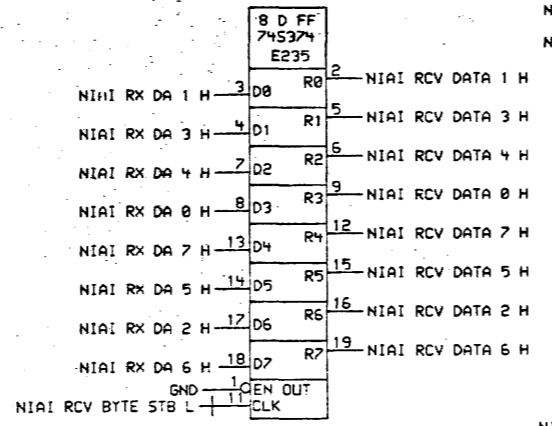 8 D FF
74S374
E235
NIAI RX DA 1 H 3 D0 R0 2 NIAI RCV DATA 1 H
NIAI RX DA 3 H 4 D1 R1 5 NIAI RCV DATA 3 H
NIAI RX DA 4 H 7 D2 R2 6 NIAI RCV DATA 4 H
NIAI RX DA 0 H 8 D3 R3 9 NIAI RCV DATA 0 H
NIAI RX DA 7 H 13 D4 R4 12 NIAI RCV DATA 7 H
NIAI RX DA 5 H 14 D5 R5 15 NIAI RCV DATA 5 H
NIAI RX DA 2 H 17 D6 R6 16 NIAI RCV DATA 2 H
NIAI RX DA 6 H 18 D7 R7 19 NIAI RCV DATA 6 H
GND 1 EN OUT
NIAI RCV BYTE STB L 11 CLK